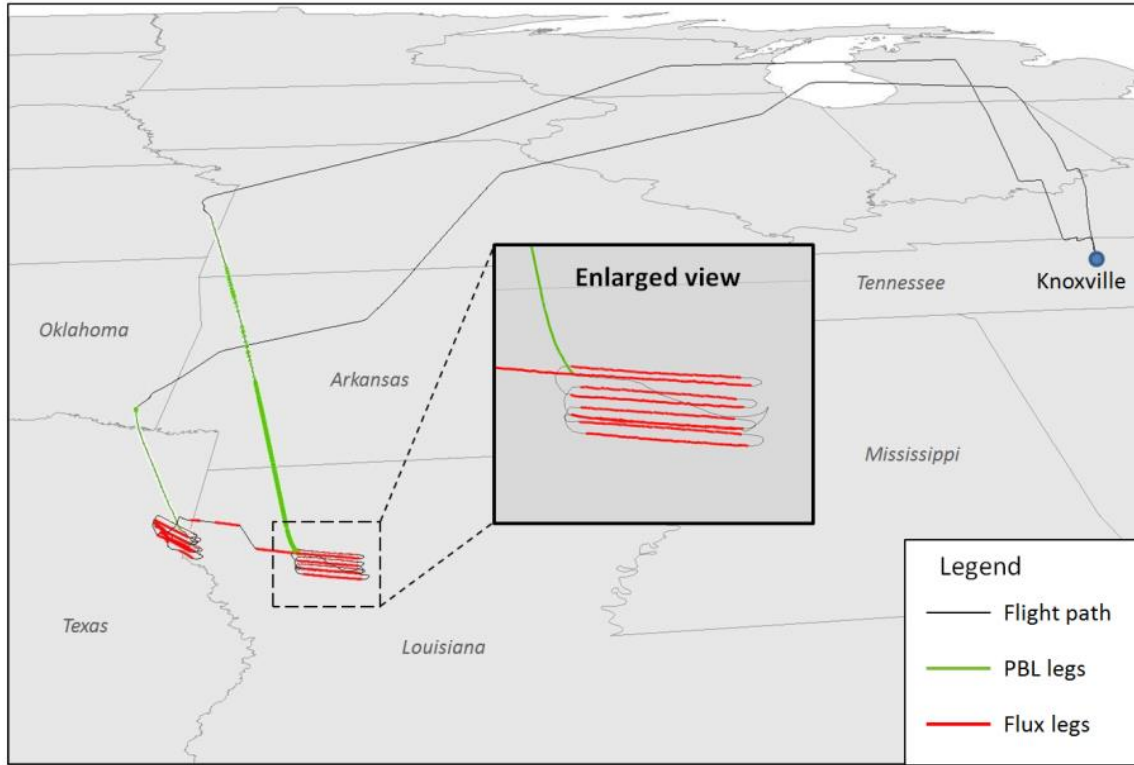 Enlarged view
Tennessee
Knoxville
Oklahoma
Arkansas
Mississippi
Texas
Louisiana
Legend
Flight path
PBL legs
Flux legs